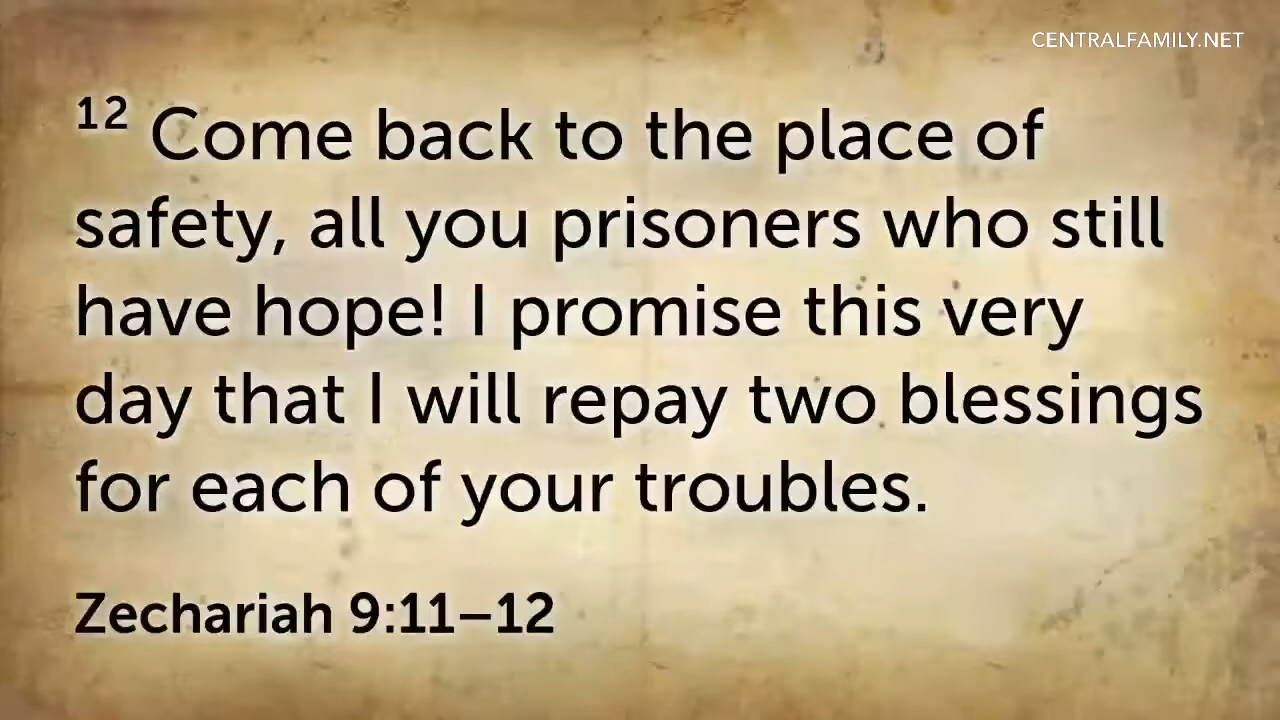 CENTRALFAMILY.NET
12 Come back to the place of
safety, all you prisoners who still
have hope! I promise this very
day that I will repay two blessings
for each of your troubles.
Zechariah 9:11–12